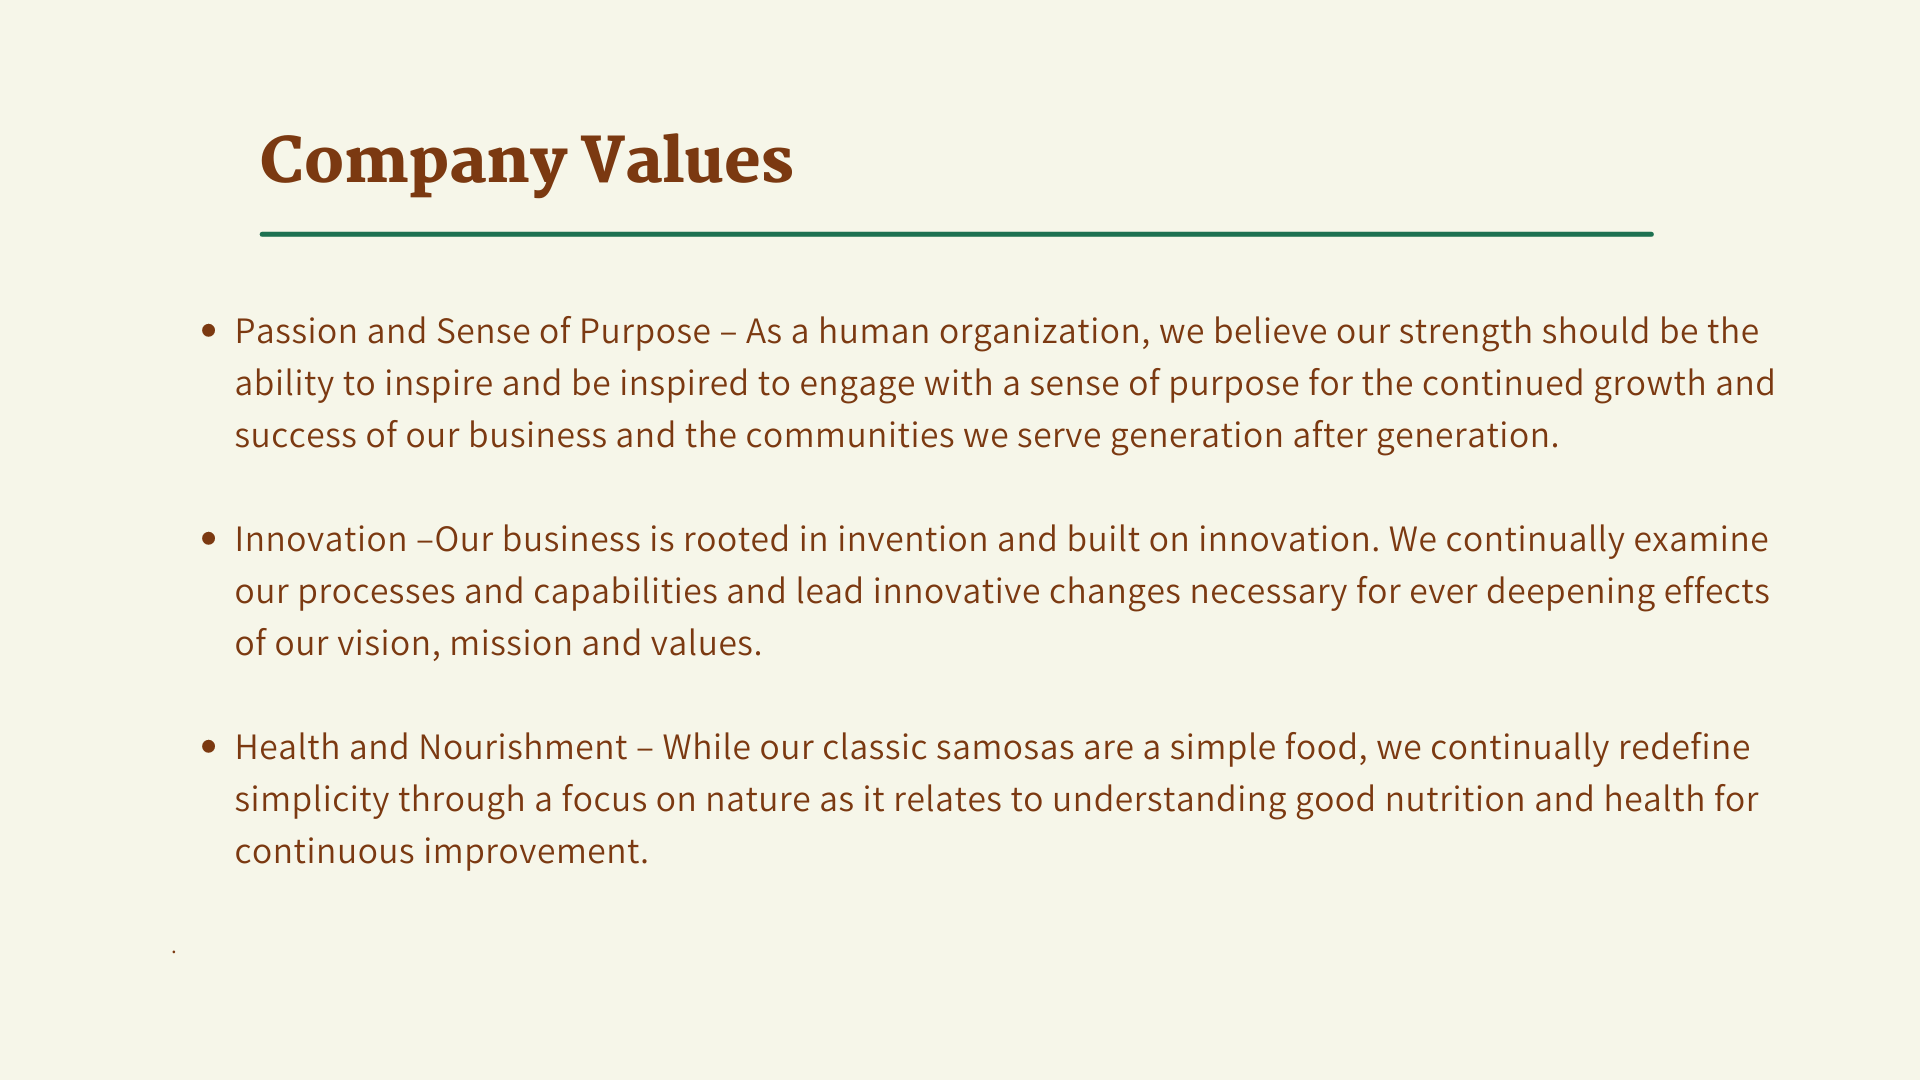 Company Values
• Passion and Sense of Purpose – As a human organization, we believe our strength should be the
ability to inspire and be inspired to engage with a sense of purpose for the continued growth and
success of our business and the communities we serve generation after generation.
• Innovation –Our business is rooted in invention and built on innovation. We continually examine
our processes and capabilities and lead innovative changes necessary for ever deepening effects
of our vision, mission and values.
• Health and Nourishment – While our classic samosas are a simple food, we continually redefine
simplicity through a focus on nature as it relates to understanding good nutrition and health for
continuous improvement.
.